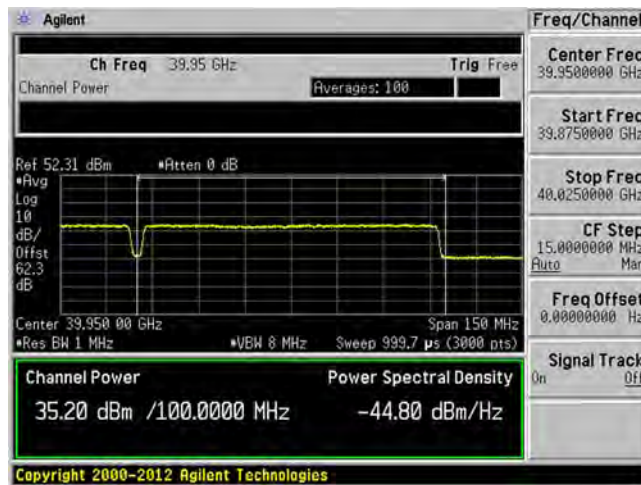 Agilent
Freq/Channel
Ch Freq 39.95 GHz Trig Free
Channel Power Averages: 100
Center Freq
39.9500000 GHz
Start Freq
39.8750000 GHz
Stop Freq
40.0250000 GHz
CF Step
15.0000000 MHz
Auto Man
Freq Offset
0.00000000 Hz
Signal Track
On Off
Ref 52.31 dBm #Atten 0 dB
#Avg
Log
10
dB/
Offst
62.3
dB
Center 39.950 00 GHz Span 150 MHz
#Res BW 1 MHz #VBW 8 MHz Sweep 999.7 µs (3000 pts)
Channel Power Power Spectral Density
35.20 dBm /100.0000 MHz -44.80 dBm/Hz
Copyright 2000-2012 Agilent Technologies